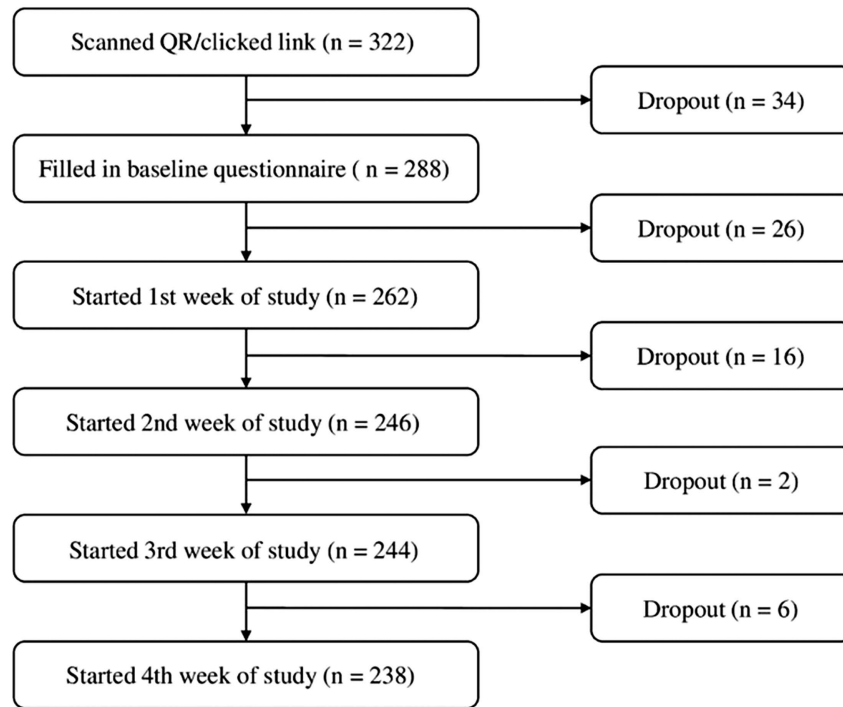 Scanned QR/clicked link (n = 322)
Dropout (n = 34)
Filled in baseline questionnaire ( n = 288)
Dropout (n = 26)
Started 1st week of study (n = 262)
Dropout (n = 16)
Started 2nd week of study (n = 246)
Dropout (n = 2)
Started 3rd week of study (n = 244)
Dropout (n = 6)
Started 4th week of study (n = 238)